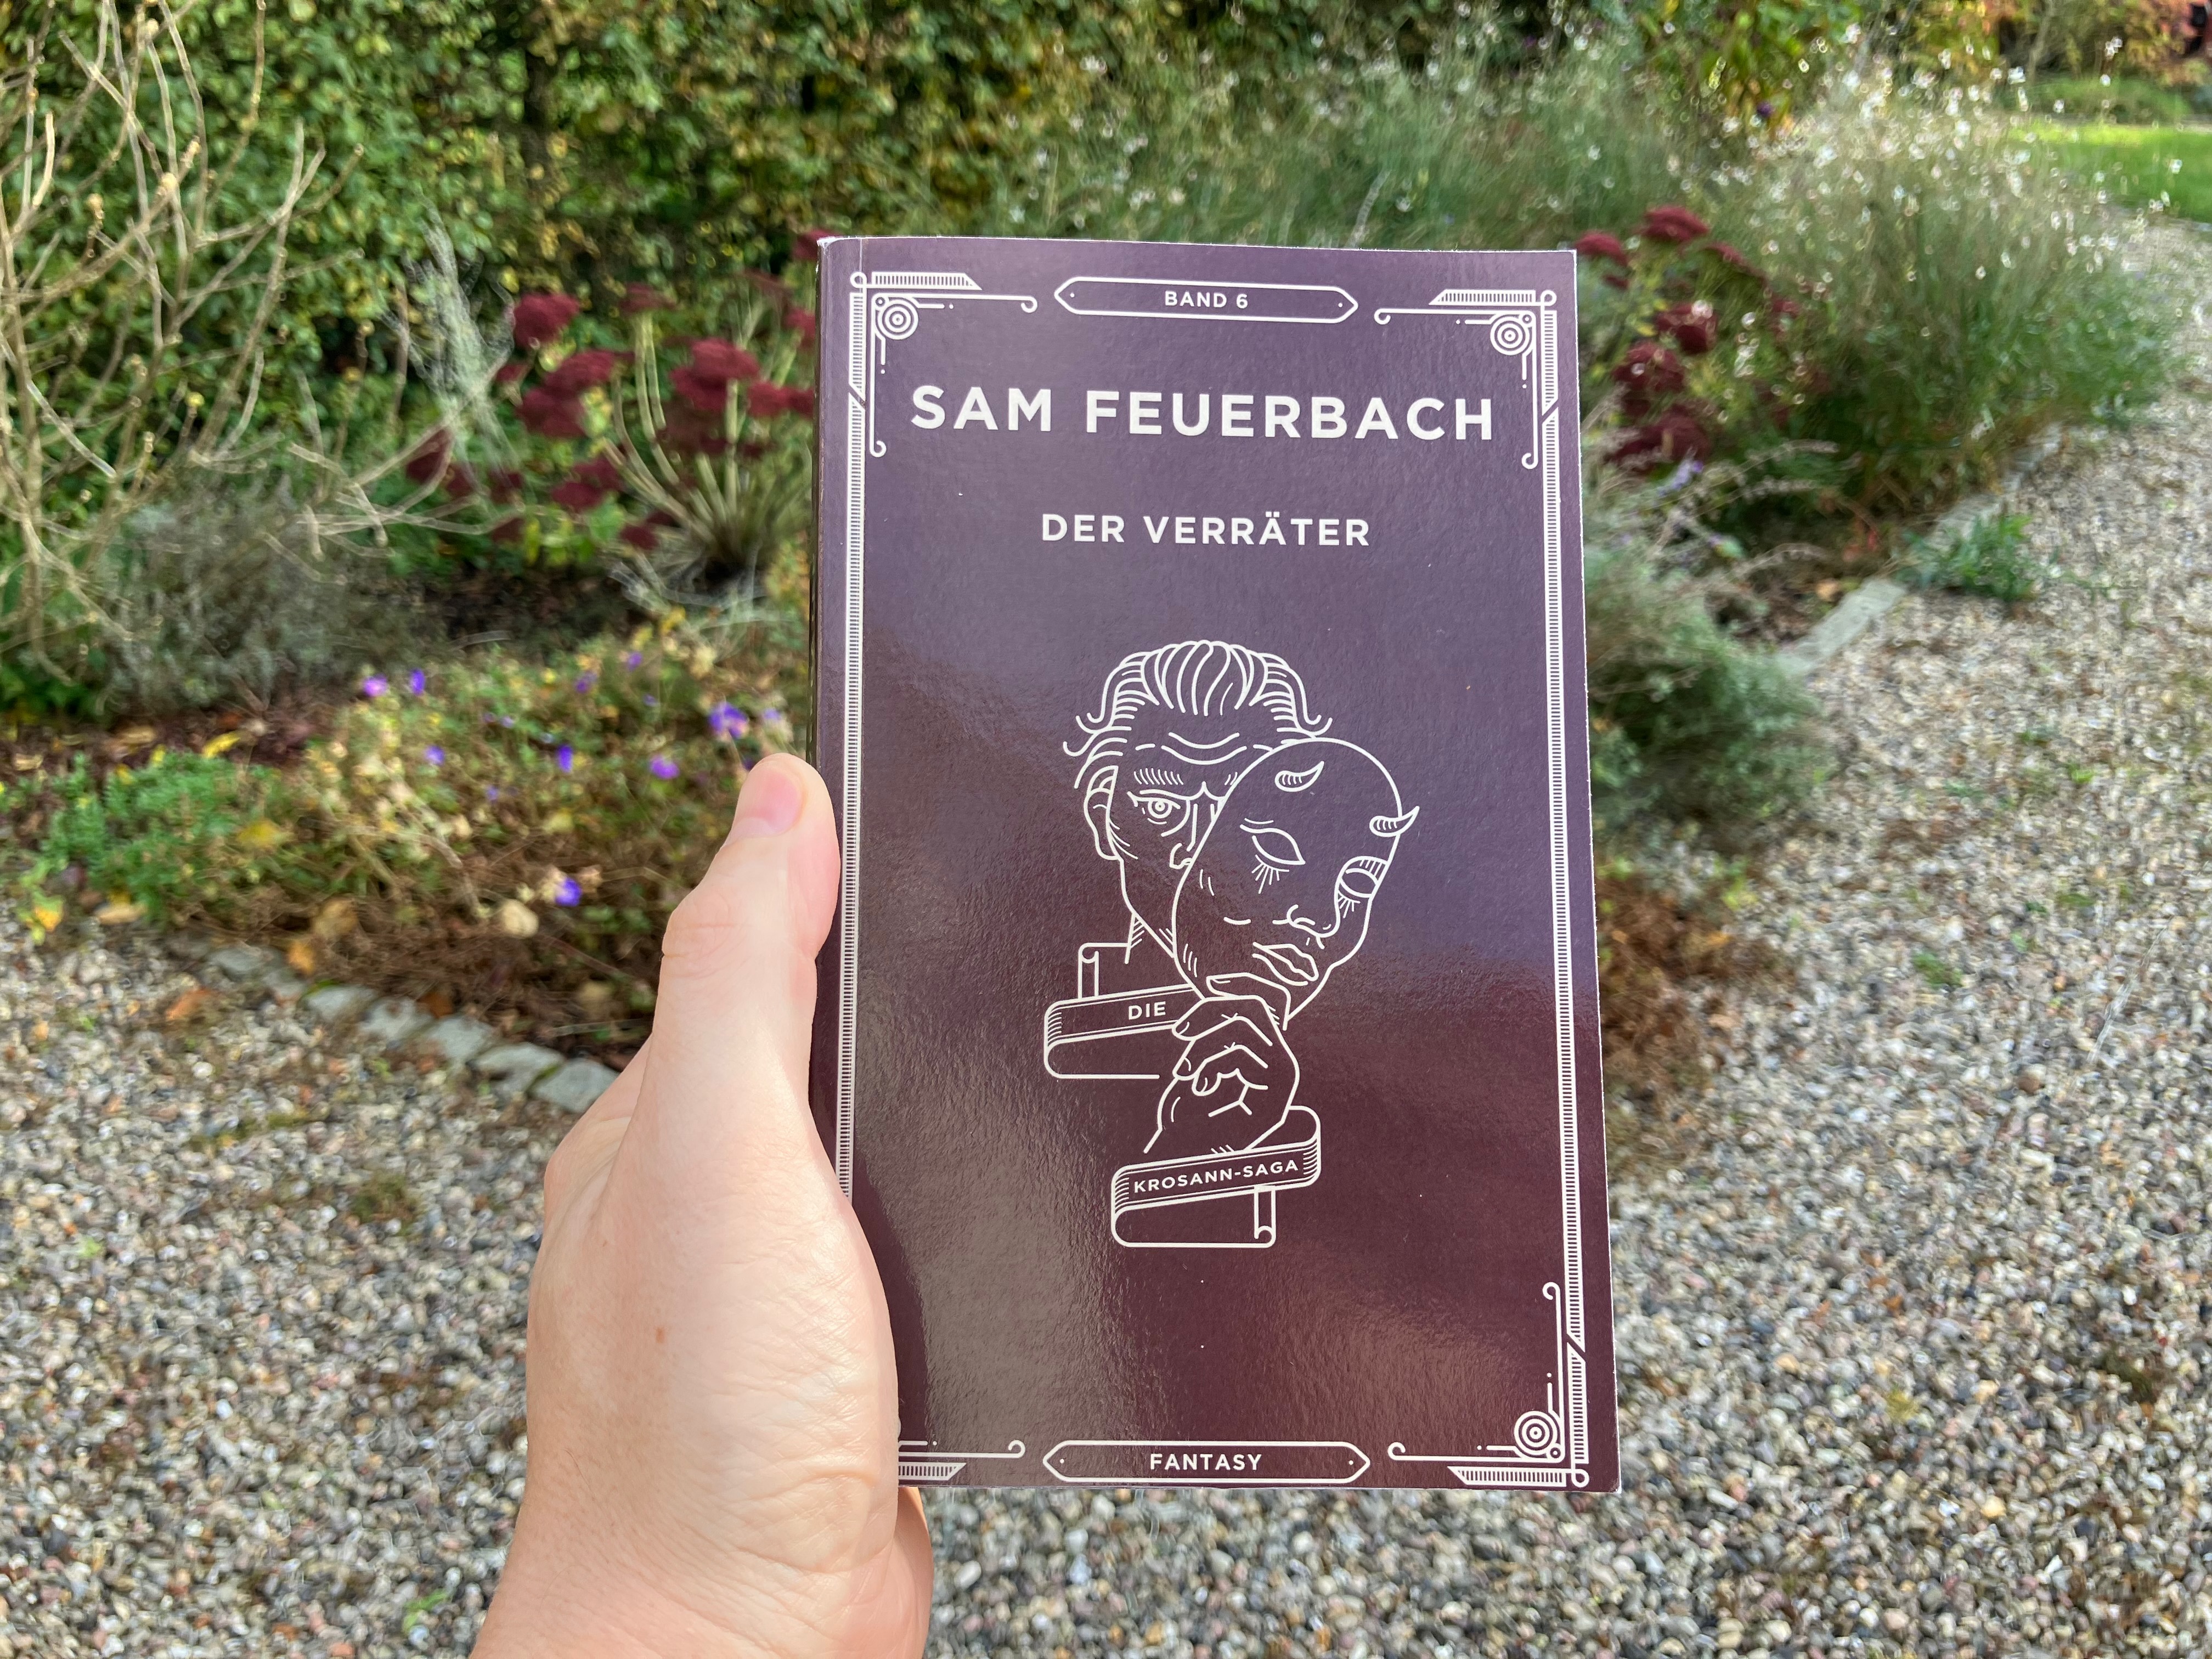 BAND 6
SAM FEUERBACH
DER VERRÄTER
DIE
KROSANN-SAGA
FANTASY